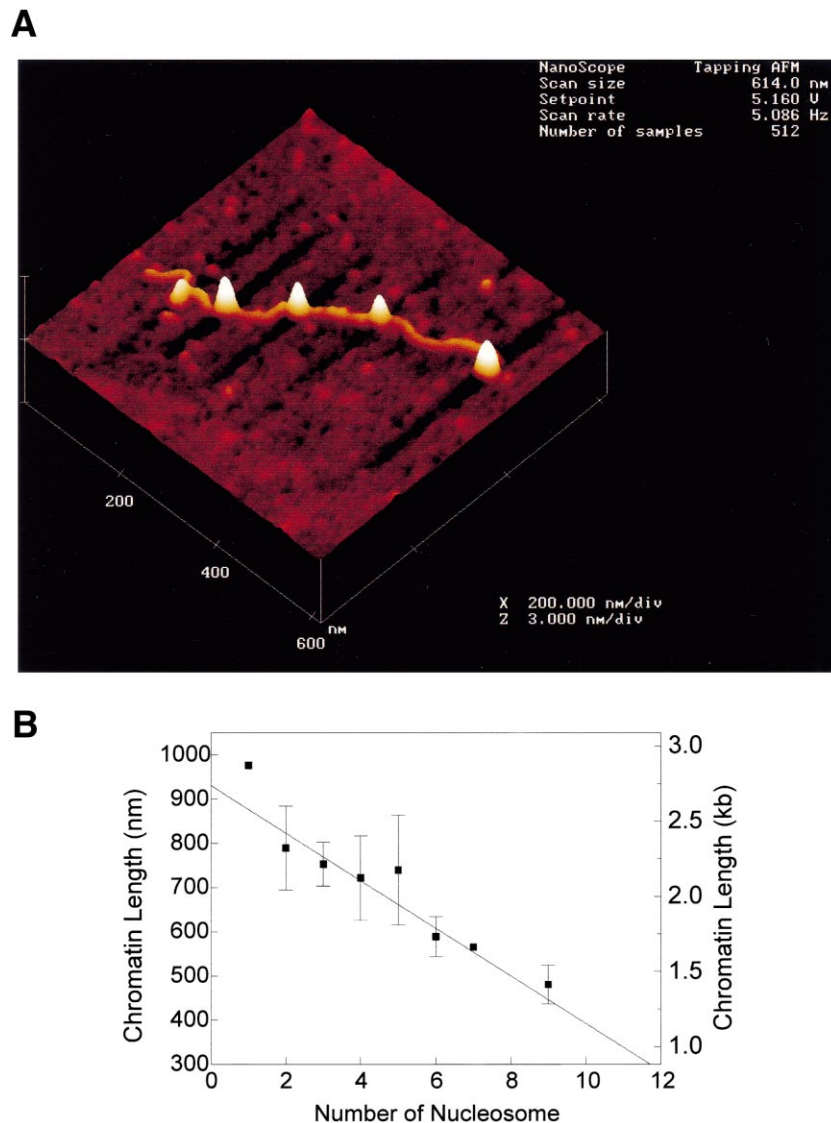 A
NanoScope Tapping AFM
Scan size 614.0 nm
Setpoint 5.160 V
Scan rate 5.086 Hz
Number of samples 512
200
400
600
nm
X 200.000 nm/div
Z 3.000 nm/div
B
1000
900
800
700
600
500
400
300
Chromatin Length (nm)
3.0
2.5
2.0
1.5
1.0
Chromatin Length (kb)
0 2 4 6 8 10 12
Number of Nucleosome